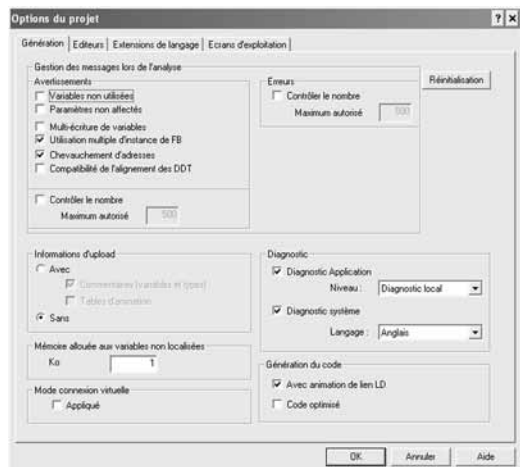 Options du projet
Génération Editeurs Extensions de langage Ecrans d'exploitation
Gestion des messages lors de l'analyse
Avertissements
Variables non utilisées
Paramètres non affectés
Multi-écriture de variables
Utilisation multiple d'instance de FB
Chevauchement d'adresses
Compatibilité de l'alignement des DDT
Contrôler le nombre
Maximum autorisé 500
Erreurs
Contrôler le nombre
Maximum autorisé 500
Réinitialisation
Informations d'upload
Avec
Commentaires (variables et types)
Tables d'animation
Sans
Mémoire allouée aux variables non localisées
Ko 1
Mode connexion virtuelle
Appliqué
Diagnostic
Diagnostic Application
Niveau : Diagnostic local
Diagnostic système
Langage : Anglais
Génération du code
Avec animation de lien LD
Code optimisé
OK Annuler Aide